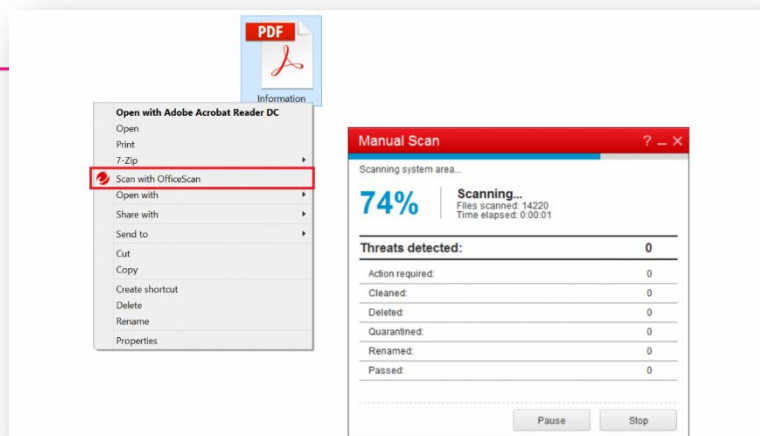 PDF
Information
Open with Adobe Acrobat Reader DC
Open
Print
7-Zip
Scan with OfficeScan
Open with
Share with
Send to
Cut
Copy
Create shortcut
Delete
Rename
Properties
Manual Scan
Scanning system area...
74%
Scanning...
Files scanned: 14220
Time elapsed: 0:00:01
Threats detected: 0
Action required: 0
Cleaned: 0
Deleted: 0
Quarantined: 0
Renamed: 0
Passed: 0
Pause Stop